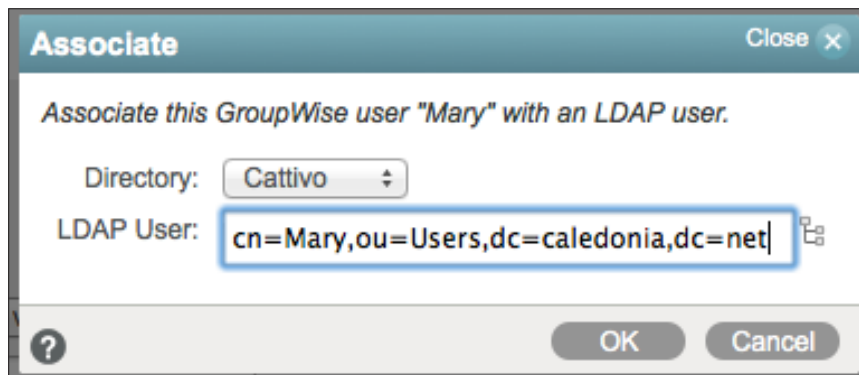 Associate
Close
Associate this GroupWise user "Mary" with an LDAP user.
Directory: Cattivo
LDAP User: cn=Mary,ou=Users,dc=caledonia,dc=net
? OK Cancel